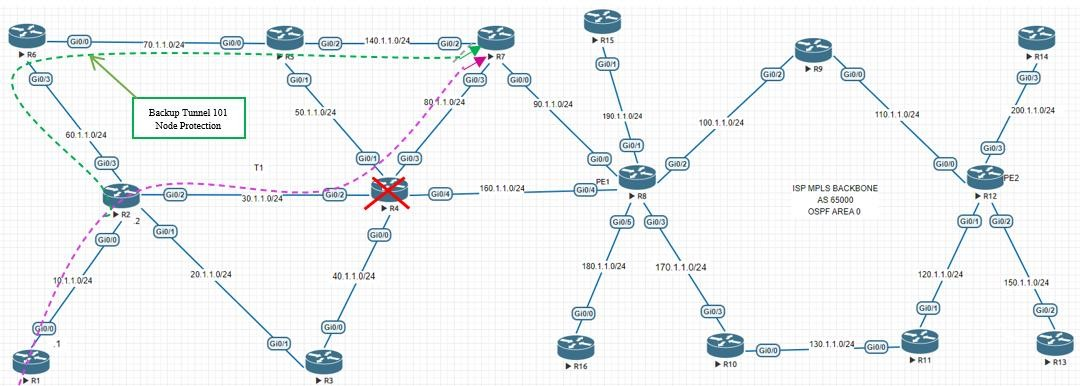 R15
R6
Gi0/0
70.1.1.0/24
Gi0/0
R5
Gi0/2
140.1.1.0/24
Gi0/2
R7
R9
R14
Gi0/3
Gi0/1
Gi0/3
Gi0/0
Gi0/1
Gi0/2
Gi0/0
Gi0/3
Backup Tunnel 101
Node Protection
50.1.1.0/24
80.1.1.0/24
90.1.1.0/24
190.1.1.0/24
100.1.1.0/24
110.1.1.0/24
200.1.1.0/24
60.1.1.0/24
Gi0/3
T1
Gi0/1
Gi0/3
Gi0/0
Gi0/1
Gi0/2
Gi0/0
Gi0/3
R2
.2
Gi0/2
30.1.1.0/24
Gi0/2
R4
Gi0/4
160.1.1.0/24
Gi0/4
PE1
R8
ISP MPLS BACKBONE
AS 65000
OSPF AREA 0
PE2
R12
Gi0/0
Gi0/1
Gi0/0
Gi0/5
Gi0/3
Gi0/1
Gi0/2
10.1.1.0/24
20.1.1.0/24
40.1.1.0/24
180.1.1.0/24
170.1.1.0/24
120.1.1.0/24
150.1.1.0/24
Gi0/0
.1
Gi0/1
Gi0/0
Gi0/0
Gi0/3
Gi0/1
Gi0/2
R1
R3
R16
R10
Gi0/0
130.1.1.0/24
Gi0/0
R11
R13